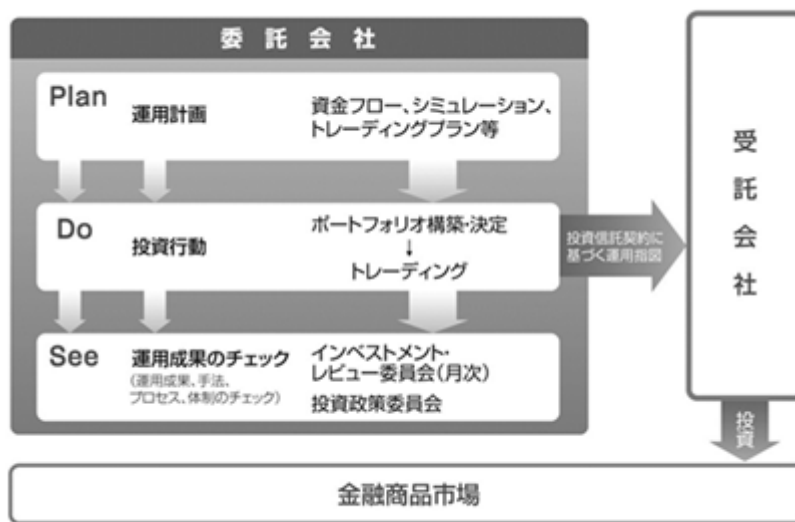 委託会社
Plan
運用計画
資金フロー、シミュレーション、
トレーディングプラン等
Do
投資行動
ポートフォリオ構築・決定
↓
トレーディング
投資信託契約に
基づく運用指図
See
運用成果のチェック
(運用成果、手法、
プロセス、体制のチェック)
インベストメント・
レビュー委員会(月次)
投資政策委員会
受託会社
投資
金融商品市場